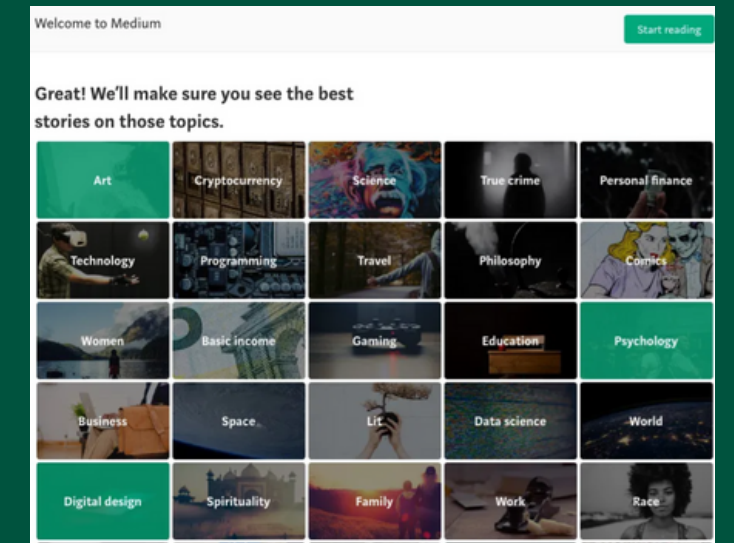 Welcome to Medium
Start reading
Great! We'll make sure you see the best
stories on those topics.
Art
Cryptocurrency
Science
True crime
Personal finance
Technology
Programming
Travel
Philosophy
Comics
Women
Basic income
Gaming
Education
Psychology
Business
Space
Lit
Data science
World
Digital design
Spirituality
Family
Work
Race